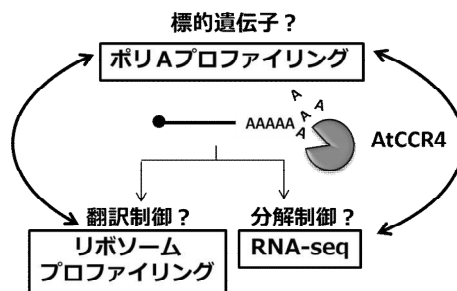 標的遺伝子？
ポリAプロファイリング
A
A
A
A
AAAAA
AtCCR4
翻訳制御？
分解制御？
リボソーム
プロファイリング
RNA-seq